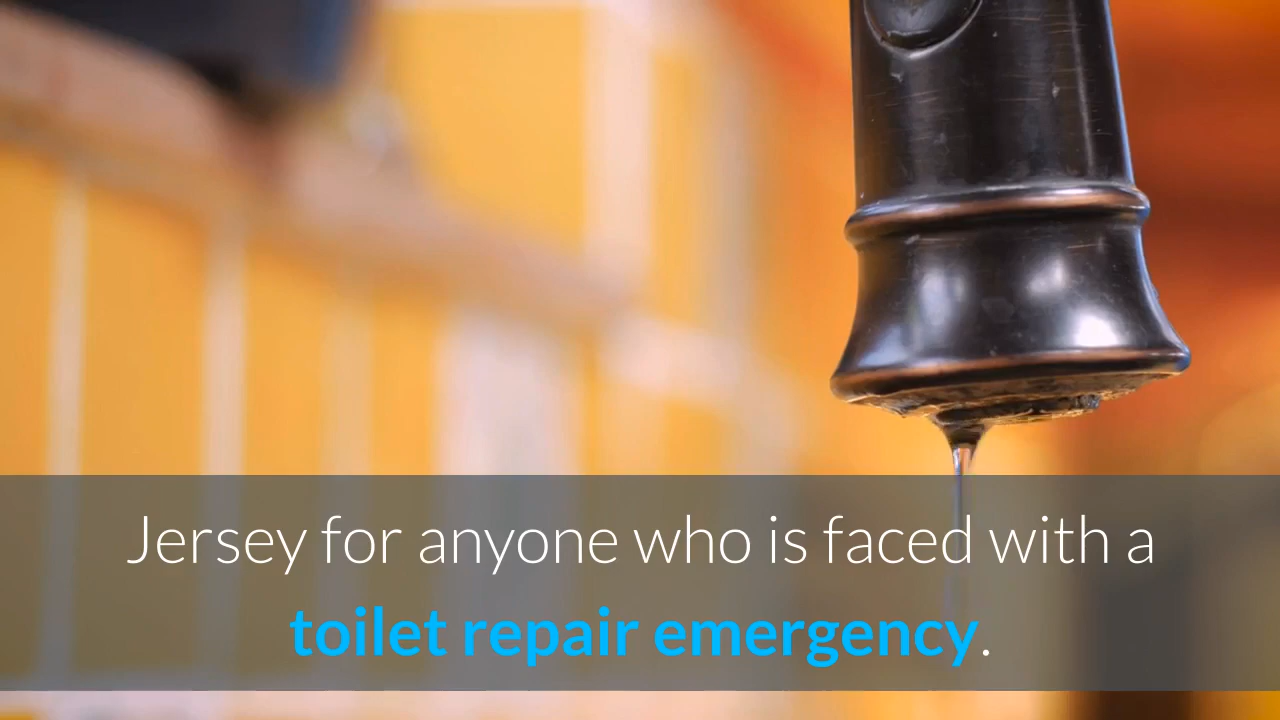 Jersey for anyone who is faced with a
toilet repair emergency.